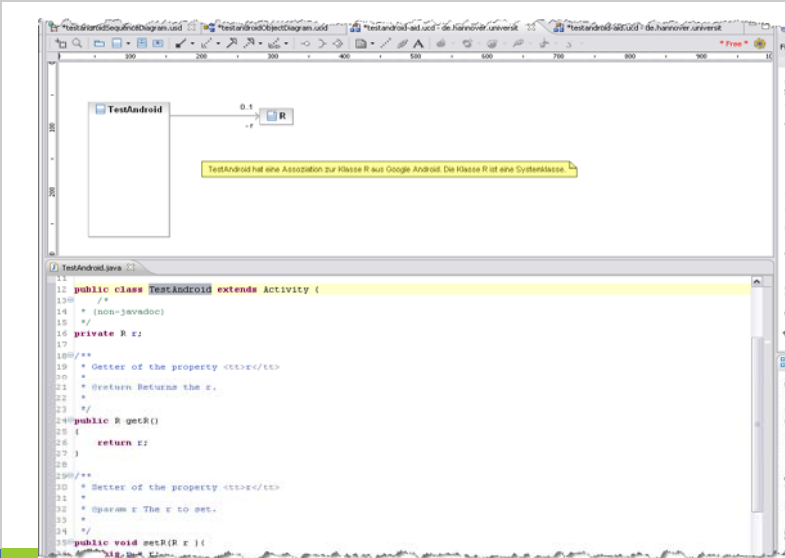 *testandroidSequenceDiagram.usd *testandroidObjectDiagram.uod *testandroid-aid.ucd - de.hannover.universit *testandroid-aid.ucd - de.hannover.universit
* Free *
0 100 200 300 400 500 600 700 800 900 100
TestAndroid
0..1
R
- r
100
TestAndroid hat eine Assoziation zur Klasse R aus Google Android. Die Klasse R ist eine Systemklasse.
200
TestAndroid.java
11
12 public class TestAndroid extends Activity {
13 /*
14 * (non-javadoc)
15 */
16 private R r;
17
18 /**
19 * Getter of the property <tt>r</tt>
20 *
21 * @return Returns the r.
22 *
23 */
24 public R getR()
25 {
26 return r;
27 }
28
29 /**
30 * Setter of the property <tt>r</tt>
31 *
32 * @param r The r to set.
33 *
34 */
35 public void setR(R r ){